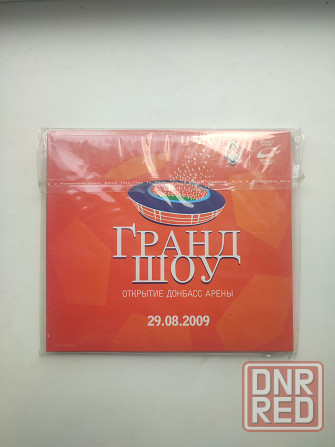 ГРАНД
ШОУ
ОТКРЫТИЕ ДОНБАСС АРЕНЫ
29.08.2009
DNR
RED